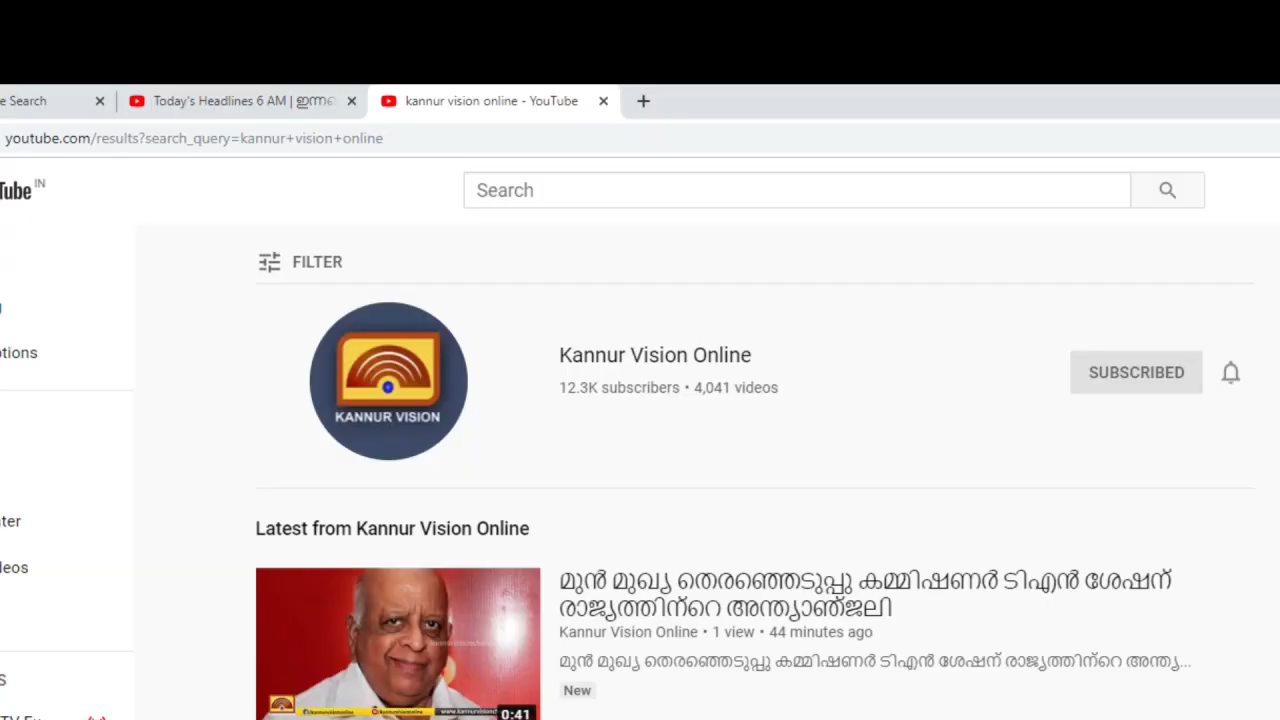 e Search
Today's Headlines 6 AM | ഇന്നത്
kannur vision online - YouTube
youtube.com/results?search_query=kannur+vision+online
Tube IN
Search
FILTER
KANNUR VISION
Kannur Vision Online
12.3K subscribers • 4,041 videos
SUBSCRIBED
ptions
Latest from Kannur Vision Online
മുൻ മുഖ്യ തെരഞ്ഞെടുപ്പു കമ്മിഷണർ ടിഎൻ ശേഷന്
രാജ്യത്തിന്റെ അന്ത്യാഞ്ജലി
Kannur Vision Online • 1 view • 44 minutes ago
മുൻ മുഖ്യ തെരഞ്ഞെടുപ്പു കമ്മിഷണർ ടിഎൻ ശേഷന് രാജ്യത്തിന്റെ അന്ത്യ...
New
0:41